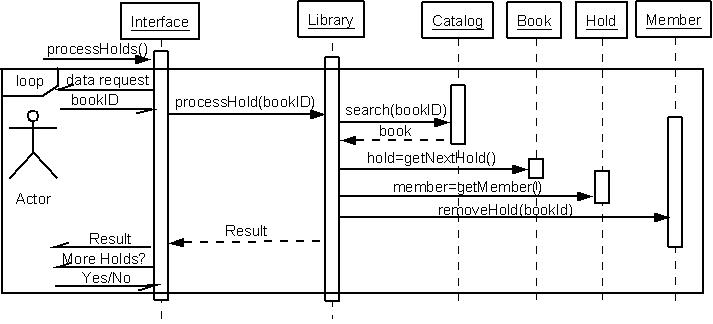 Interface
Library
Catalog
Book
Hold
Member
processHolds()
loop
data request
bookID
processHold(bookID)
search(bookID)
book
hold=getNextHold()
member=getMember()
Actor
removeHold(bookId)
Result
Result
More Holds?
Yes/No